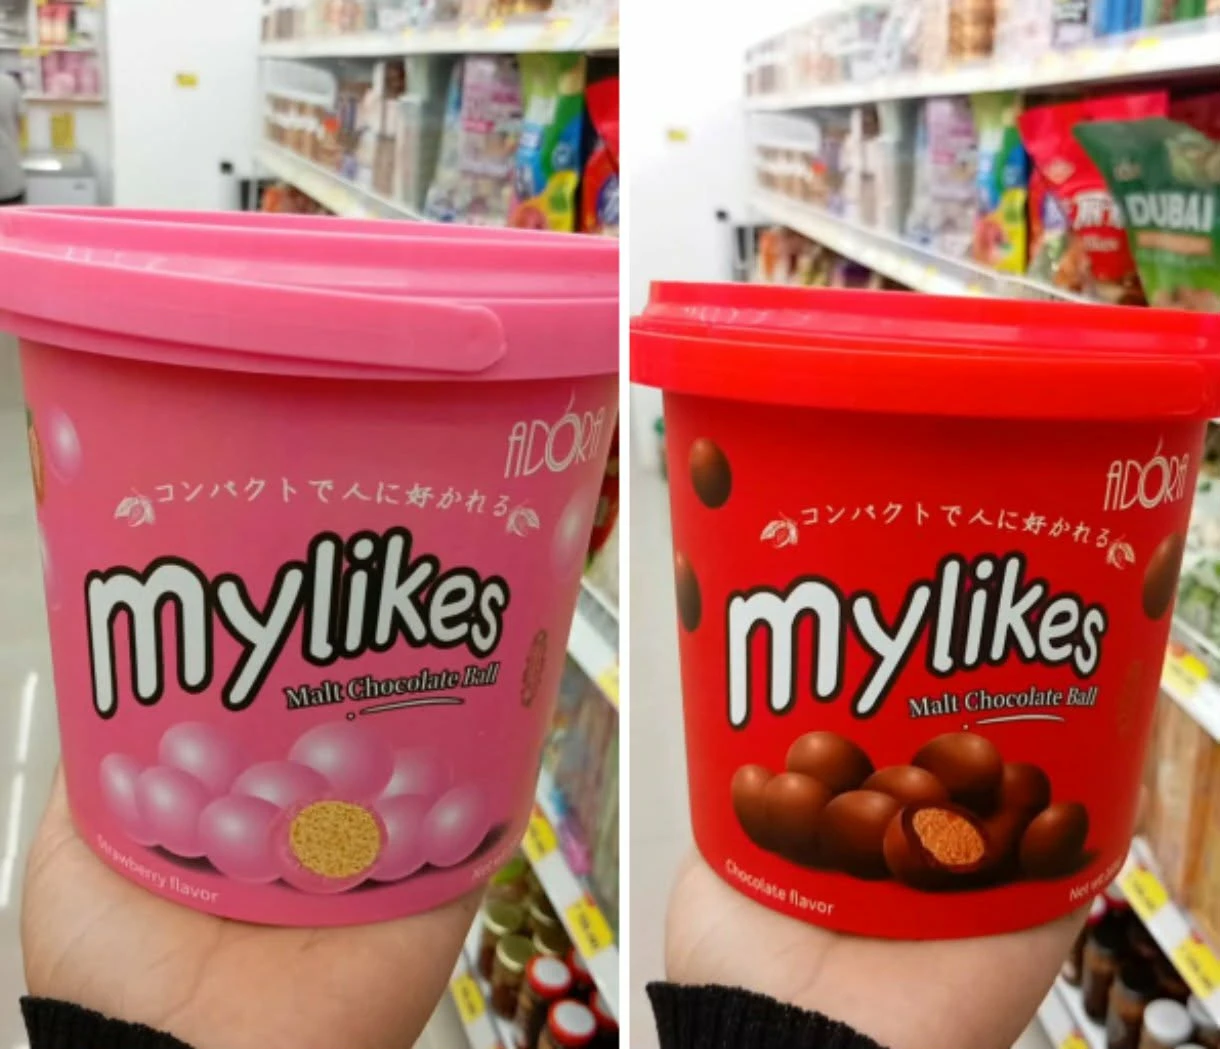 ADORA
コンパクトで人に好かれる
mylikes
Malt Chocolate Ball
Strawberry flavor
DUBAI
ADORA
コンパクトで人に好かれる
mylikes
Malt Chocolate Ball
Chocolate flavor
Net wt